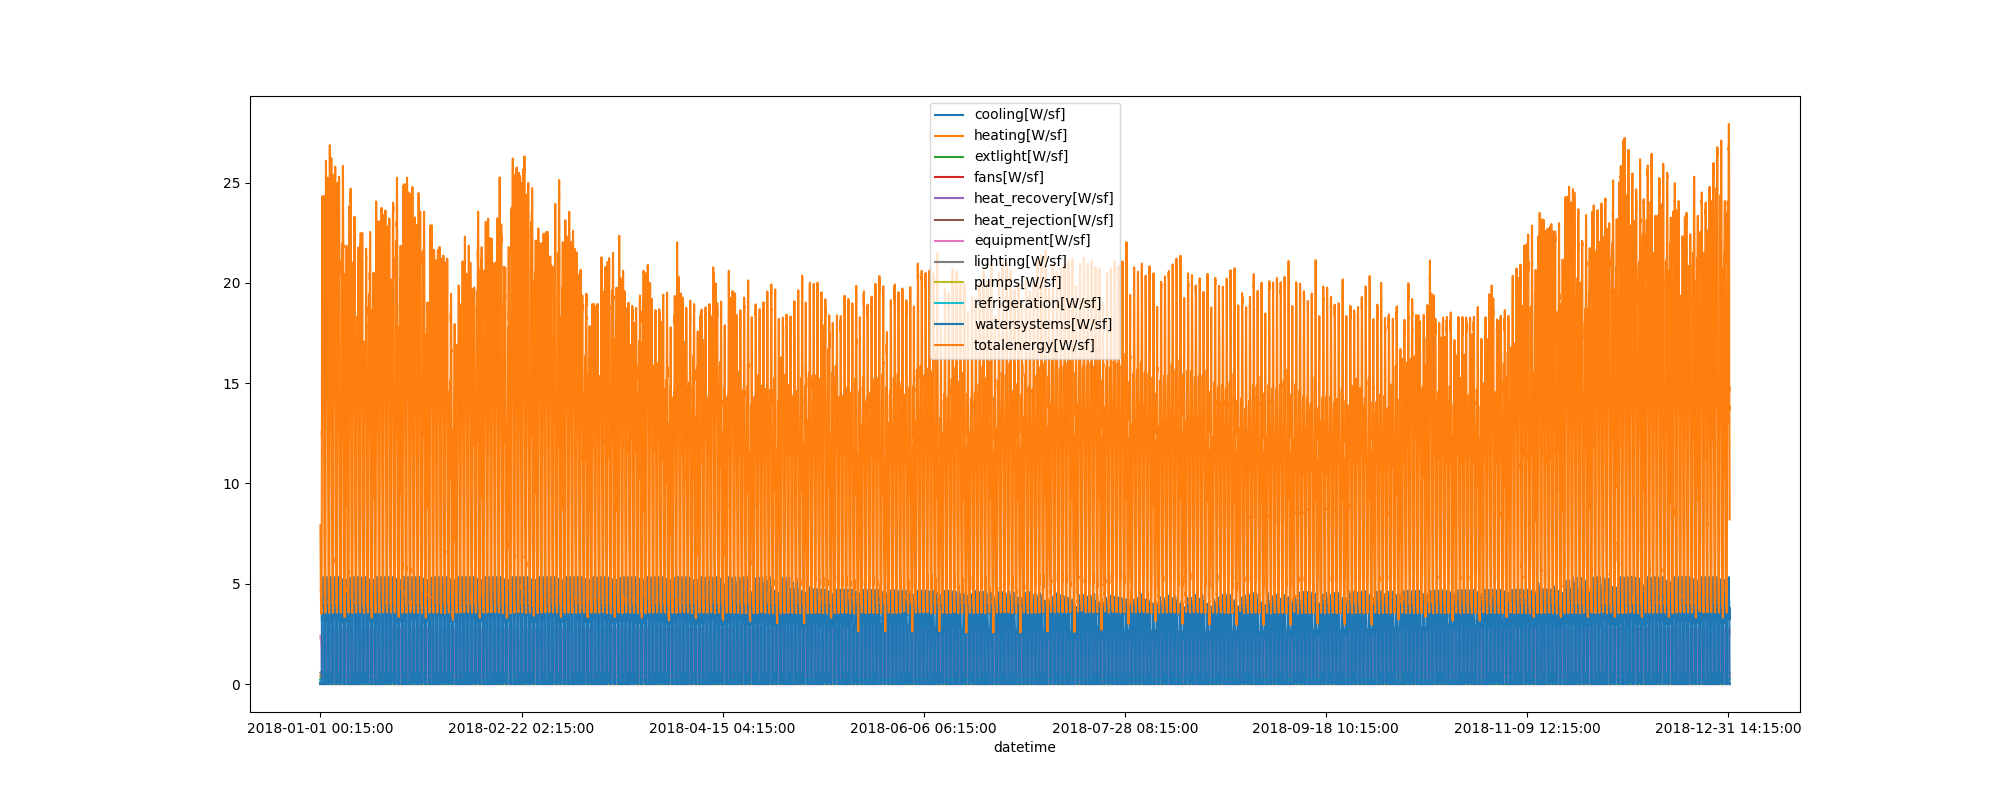 cooling[W/sf]
heating[W/sf]
extlight[W/sf]
fans[W/sf]
heat_recovery[W/sf]
heat_rejection[W/sf]
equipment[W/sf]
lighting[W/sf]
pumps[W/sf]
refrigeration[W/sf]
watersystems[W/sf]
totalenergy[W/sf]
25
20
15
10
5
0
2018-01-01 00:15:00 2018-02-22 02:15:00 2018-04-15 04:15:00 2018-06-06 06:15:00 2018-07-28 08:15:00 2018-09-18 10:15:00 2018-11-09 12:15:00 2018-12-31 14:15:00
datetime